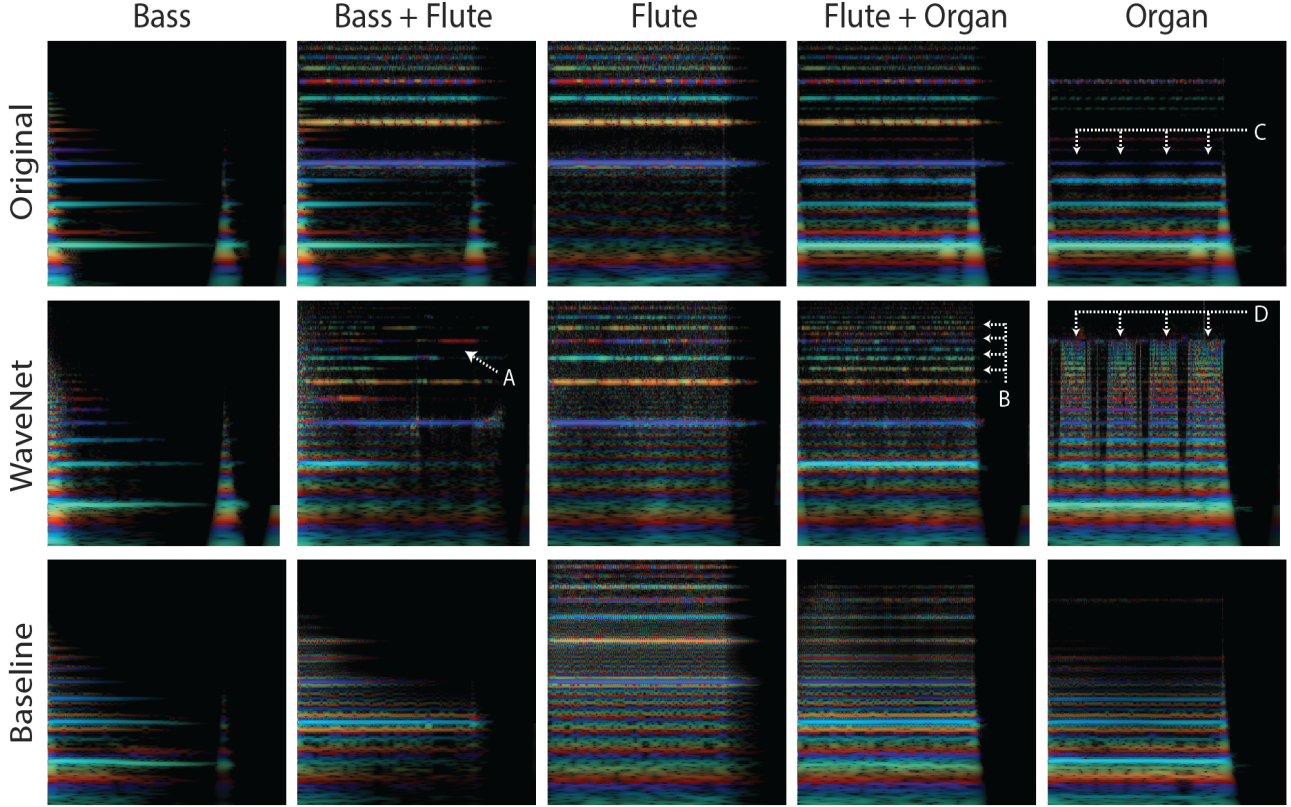 Bass
Bass + Flute
Flute
Flute + Organ
Organ
Original
C
WaveNet
A
B
D
Baseline